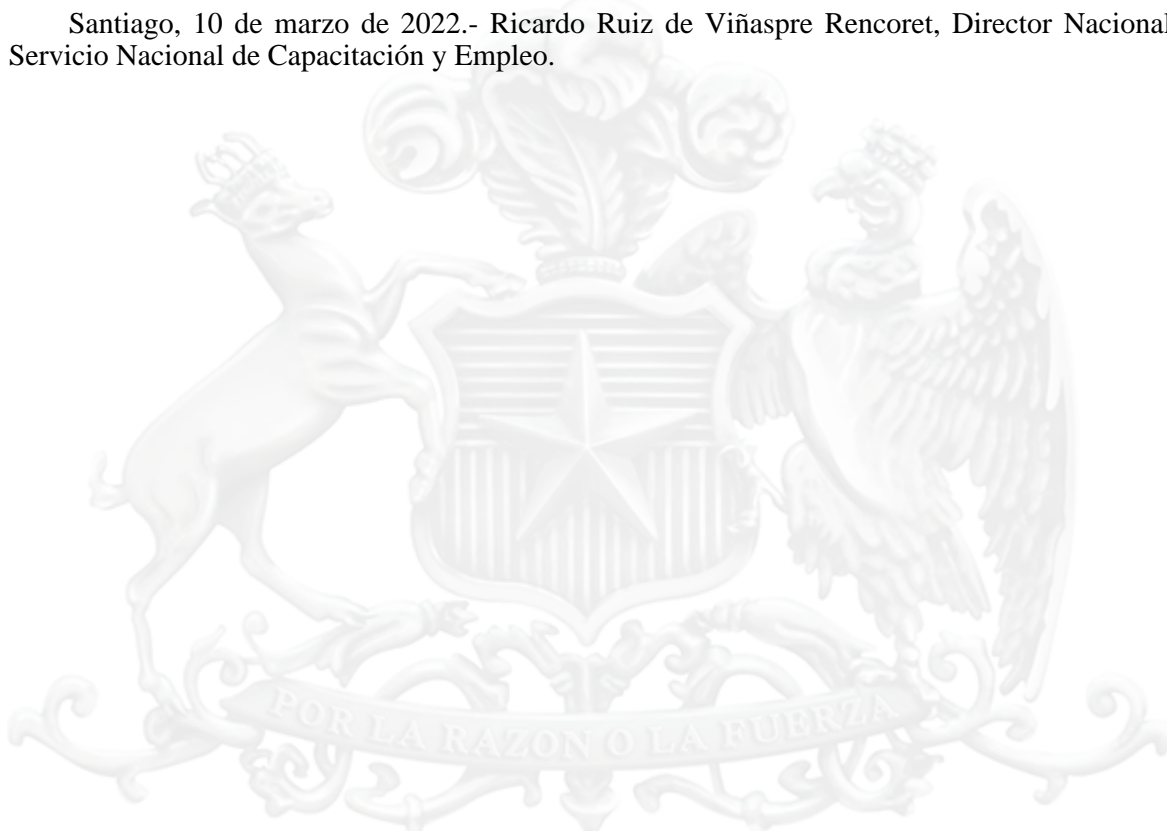 Santiago, 10 de marzo de 2022.- Ricardo Ruiz de Viñaspre Rencoret, Director Nacional
Servicio Nacional de Capacitación y Empleo.
POR LA RAZON O LA FUERZA